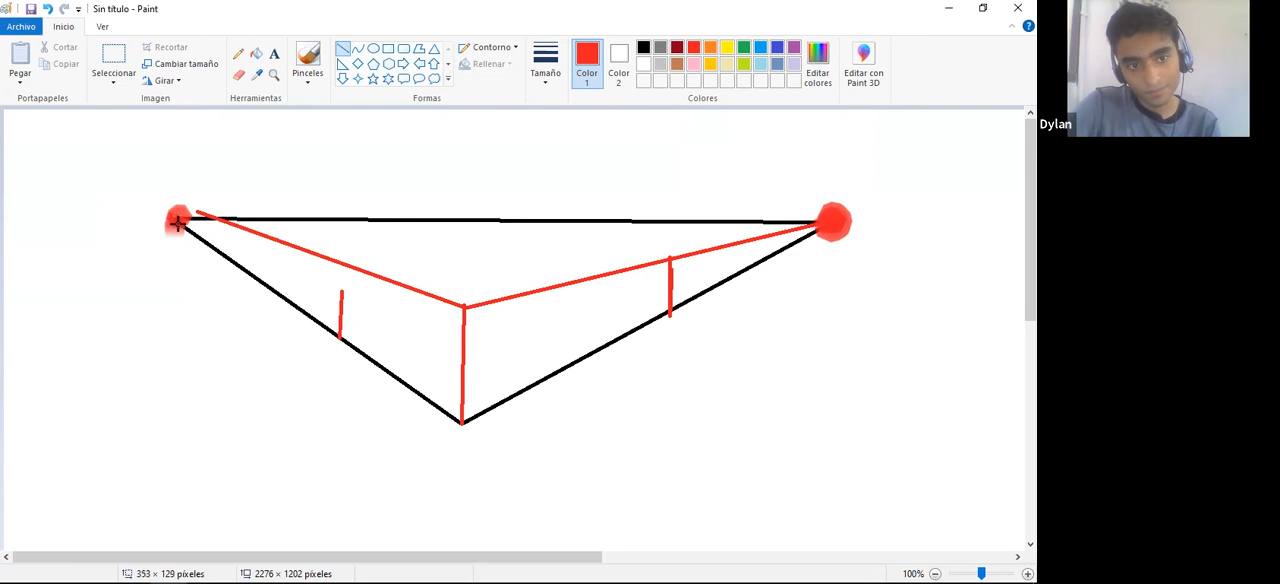 Sin título - Paint
Archivo Inicio Ver
Pegar
Cortar
Copiar
Portapapeles
Seleccionar
Recortar
Cambiar tamaño
Girar
Imagen
A
Herramientas
Pinceles
Contorno
Rellenar
Formas
Tamaño
Color
1
Color
2
Editar
colores
Colores
Editar con
Paint 3D
Dylan
353 × 129 píxeles 2276 × 1202 píxeles 100%